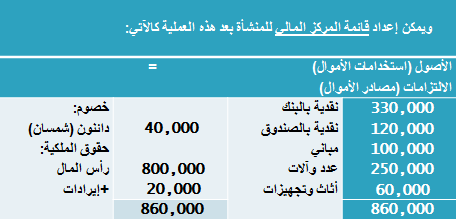 ويمكن إعداد قائمة المركز المالي للمنشأة بعد هذه العملية كالآتي:
الأصول (استخدامات الأموال) =
الالتزامات (مصادر الأموال)
330,000 نقدية بالبنك خصوم:
120,000 نقدية بالصندوق 40,000 دائنون (شمسان)
100,000 مباني حقوق الملكية:
250,000 عدد وآلات 800,000 رأس المال
60,000 أثاث وتجهيزات 20,000 +إيرادات
860,000 860,000